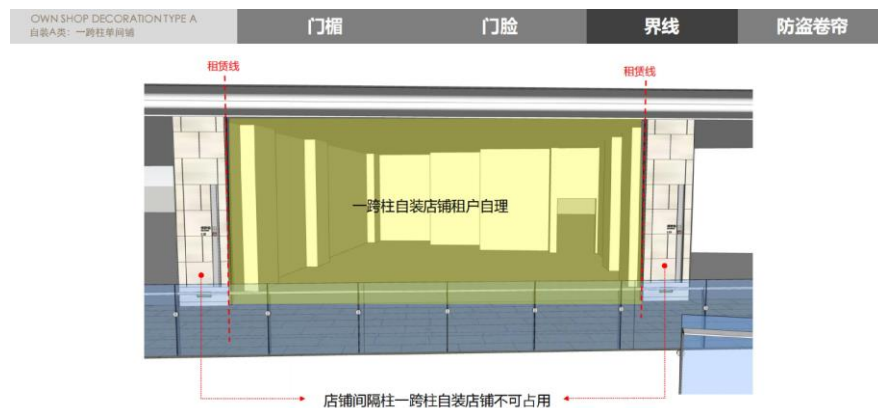 OWN SHOP DECORATION TYPE A
自装A类：一跨柱单间铺
门楣
门脸
界线
防盗卷帘
租赁线
租赁线
一跨柱自装店铺租户自理
店铺间隔柱一跨柱自装店铺不可占用